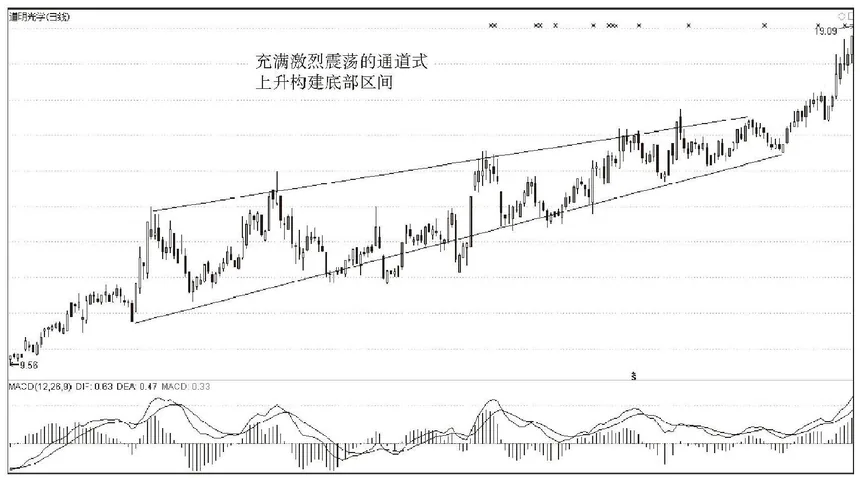 道明光学(日线)
19.09
充满激烈震荡的通道式
上升构建底部区间
9.56
S
MACD(12,26,9) DIF: 0.63 DEA: 0.47 MACD: 0.33